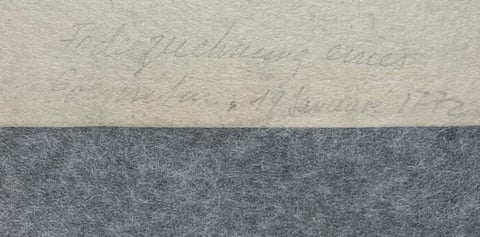 Federzeichnung eines
19 Januar 1772